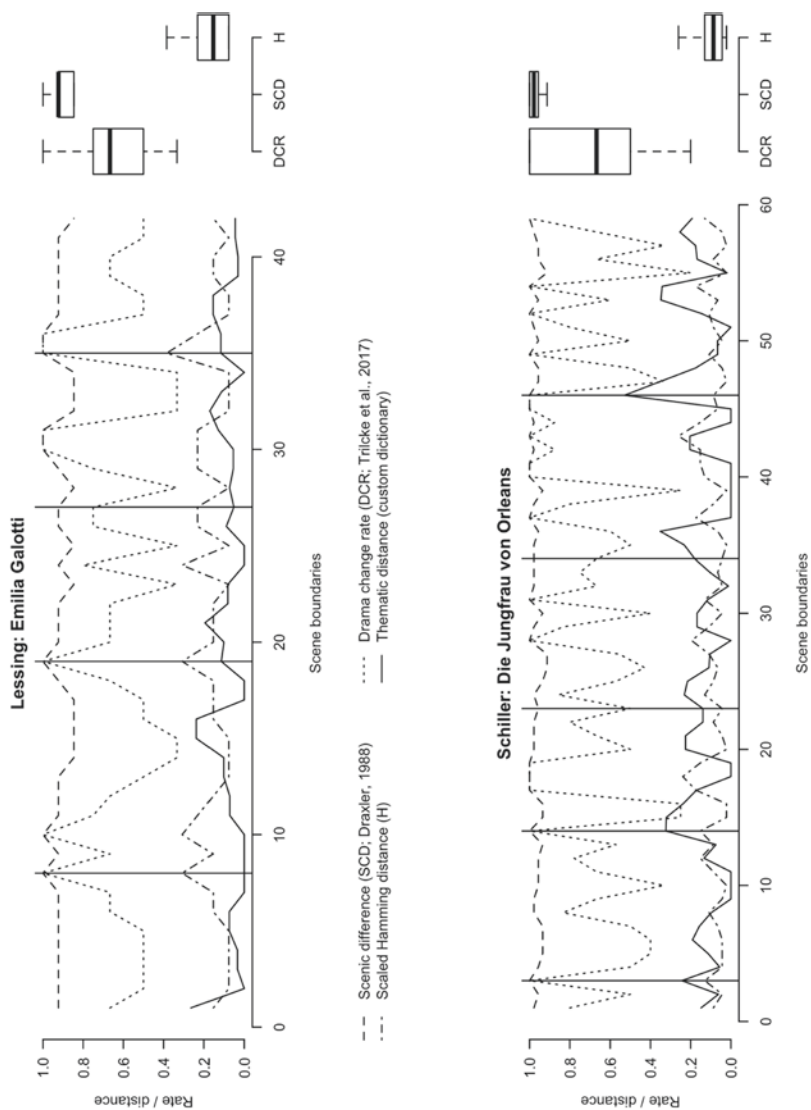 Lessing: Emilia Galotti
Rate / distance
1.0
0.8
0.6
0.4
0.2
0.0
0
10
20
30
40
Scene boundaries
DCR
SCD
H
Scenic difference (SCD; Draxler, 1988)
Scaled Hamming distance (H)
Drama change rate (DCR; Trilcke et al., 2017)
Thematic distance (custom dictionary)
Schiller: Die Jungfrau von Orleans
Rate / distance
1.0
0.8
0.6
0.4
0.2
0.0
0
10
20
30
40
50
60
Scene boundaries
DCR
SCD
H